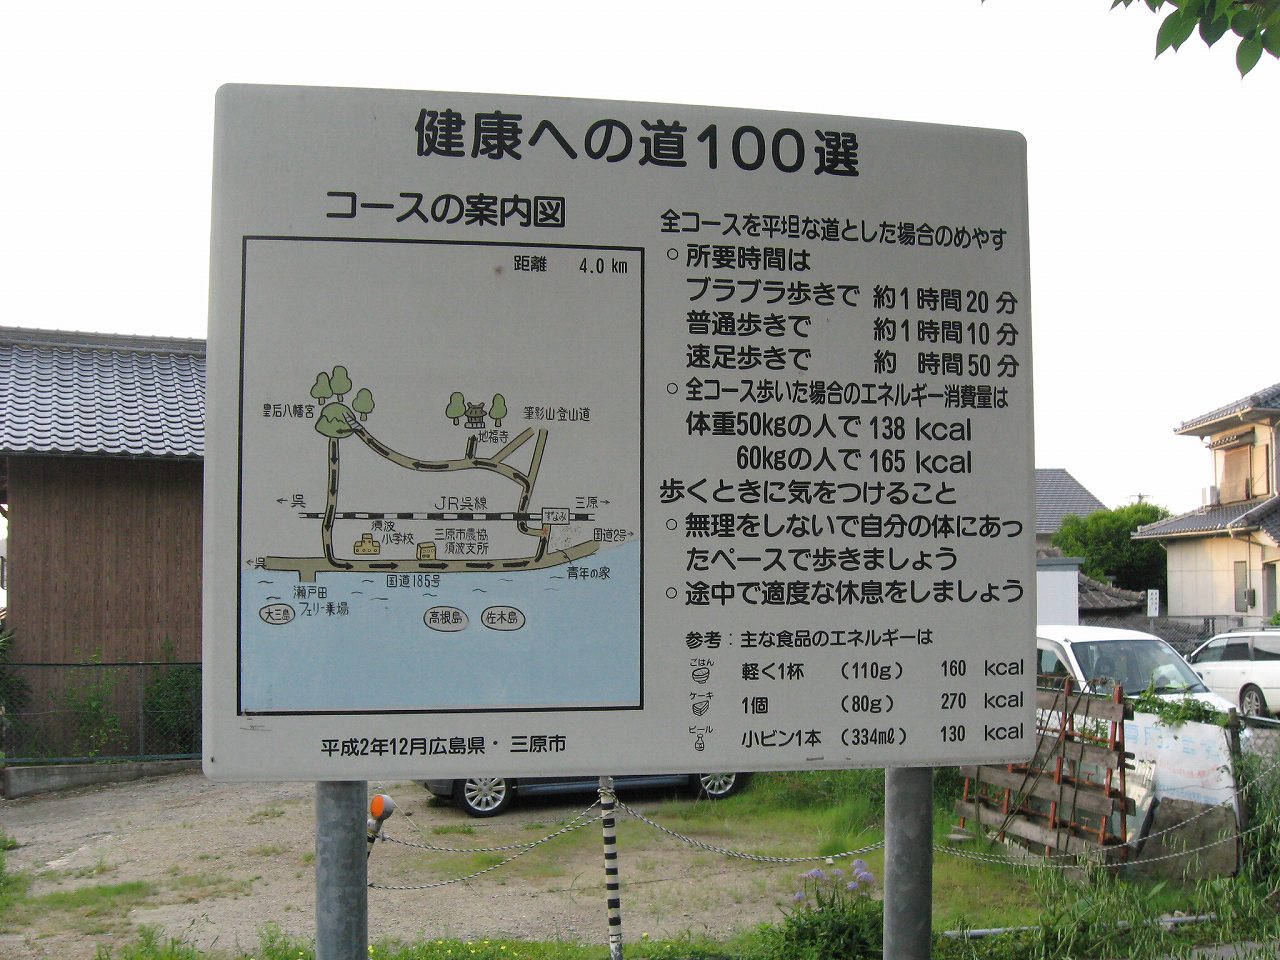 健康への道100選
コースの案内図
距離 4.0 km
皇后八幡宮
地福寺
筆影山登山道
←呉
JR呉線
三原→
すなみ
須波
小学校
三原市農協
須波支所
国道2号→
←呉
国道185号
青年の家
瀬戸田
フェリー乗場
大三島
高根島
佐木島
平成2年12月広島県・三原市
全コースを平坦な道とした場合のめやす
○所要時間は
ブラブラ歩きで 約1時間20分
普通歩きで 約1時間10分
速足歩きで 約 時間50分
○全コース歩いた場合のエネルギー消費量は
体重50kgの人で138 kcal
60kgの人で165 kcal
歩くときに気をつけること
○無理をしないで自分の体にあっ
たペースで歩きましょう
○途中で適度な休息をしましょう
参考:主な食品のエネルギーは
ごはん 軽く1杯 (110g) 160 kcal
ケーキ 1個 (80g) 270 kcal
ビール 小ビン1本 (334mℓ) 130 kcal